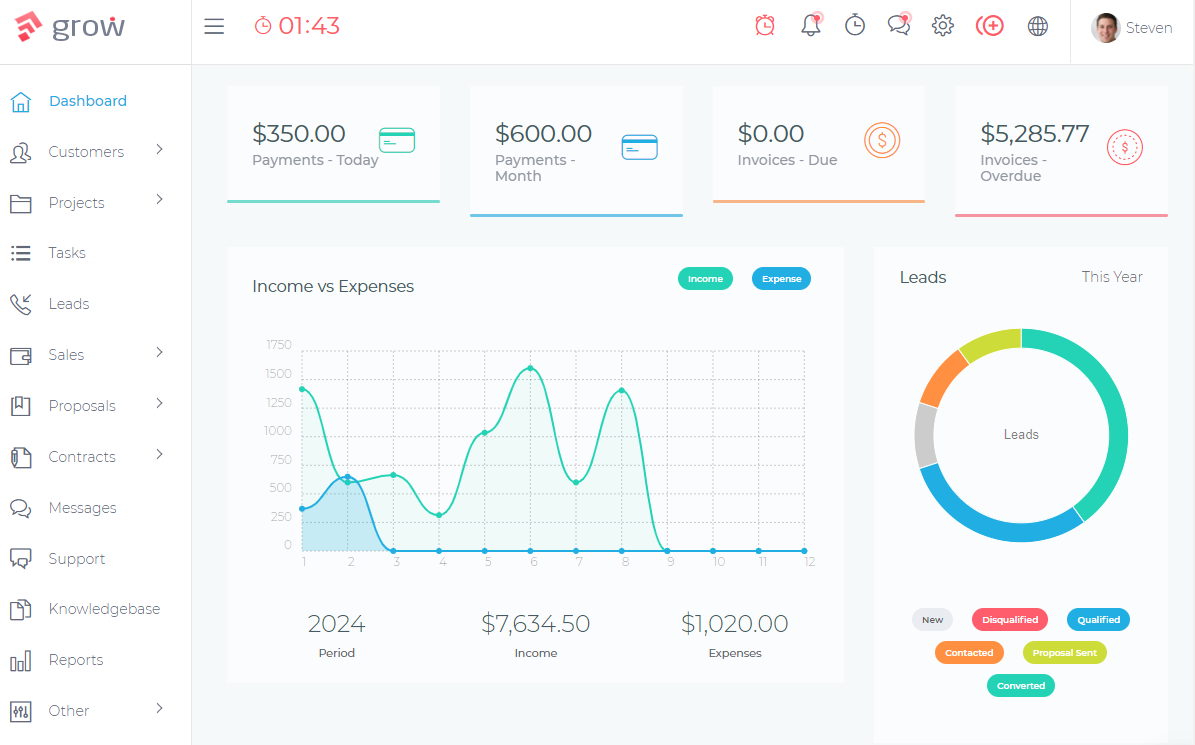 grow
01:43
Steven
Dashboard
Customers
Projects
Tasks
Leads
Sales
Proposals
Contracts
Messages
Support
Knowledgebase
Reports
Other
$350.00
Payments - Today
$600.00
Payments -
Month
$0.00
Invoices - Due
$5,285.77
Invoices -
Overdue
Income vs Expenses
Income
Expense
1750
1500
1250
1000
750
500
250
0
1 2 3 4 5 6 7 8 9 10 11 12
2024
Period
$7,634.50
Income
$1,020.00
Expenses
Leads
This Year
Leads
New
Disqualified
Qualified
Contacted
Proposal Sent
Converted